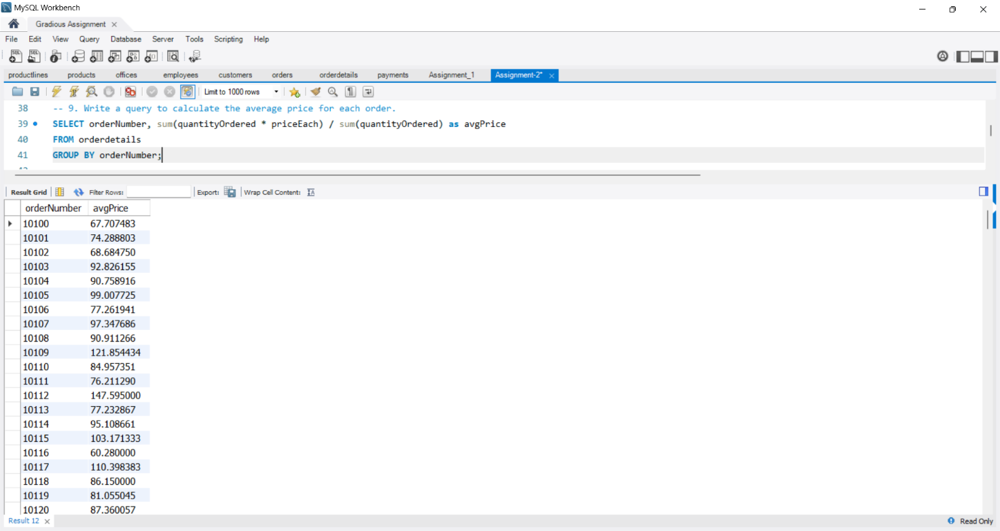 MySQL Workbench
Gradious Assignment
File Edit View Query Database Server Tools Scripting Help
productlines products offices employees customers orders orderdetails payments Assignment_1 Assignment-2*
Limit to 1000 rows
38 -- 9. Write a query to calculate the average price for each order.
39 SELECT orderNumber, sum(quantityOrdered * priceEach) / sum(quantityOrdered) as avgPrice
40 FROM orderdetails
41 GROUP BY orderNumber;
Result Grid Filter Rows: Export: Wrap Cell Content:
orderNumber avgPrice
10100 67.707483
10101 74.288803
10102 68.684750
10103 92.826155
10104 90.758916
10105 99.007725
10106 77.261941
10107 97.347686
10108 90.911266
10109 121.854434
10110 84.957351
10111 76.211290
10112 147.595000
10113 77.232867
10114 95.108661
10115 103.171333
10116 60.280000
10117 110.398383
10118 86.150000
10119 81.055045
10120 87.360057
Result 12 Read Only